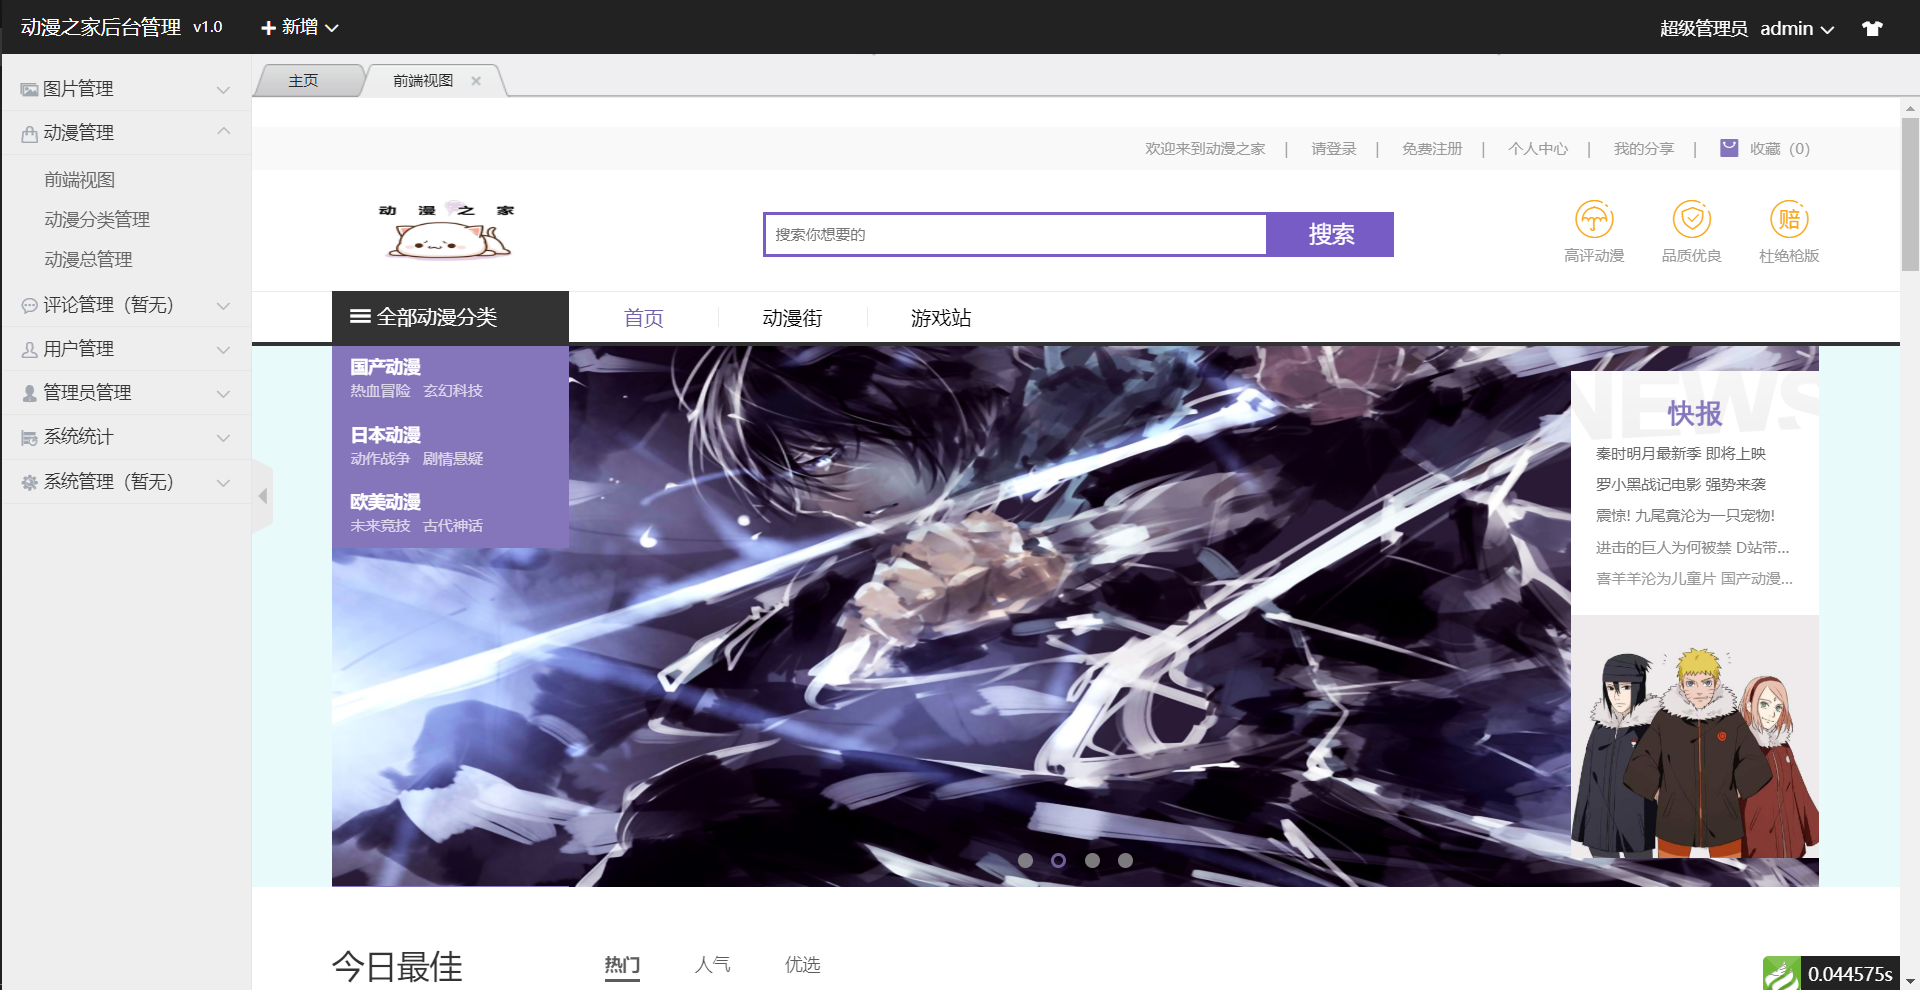 动漫之家后台管理 v1.0 新增 超级管理员 admin
主页 前端视图
图片管理
动漫管理
前端视图
动漫分类管理
动漫总管理
评论管理（暂无）
用户管理
管理员管理
系统统计
系统管理（暂无）
欢迎来到动漫之家 | 请登录 | 免费注册 | 个人中心 | 我的分享 | 收藏（0）
动漫之家
搜索你想要的 搜索
赔
高评动漫 品质优良 杜绝枪版
全部动漫分类 首页 动漫街 游戏站
国产动漫
热血冒险 玄幻科技
日本动漫
动作战争 剧情悬疑
欧美动漫
未来竞技 古代神话
NEWS
快报
秦时明月最新季 即将上映
罗小黑战记电影 强势来袭
震惊! 九尾竟沦为一只宠物!
进击的巨人为何被禁 D站带...
喜羊羊沦为儿童片 国产动漫...
今日最佳 热门 人气 优选
0.044575s